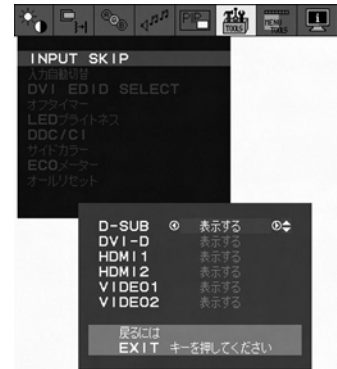 PIP
TOOLS
MENU
TOOLS
INPUT SKIP
入力自動切替
DVI EDID SELECT
オフタイマー
LEDブライトネス
DDC/CI
サイドカラー
ECOメーター
オールリセット
D-SUB 表示する
DVI-D 表示する
HDMI1 表示する
HDMI2 表示する
VIDEO1 表示する
VIDEO2 表示する
戻るには
EXIT キーを押してください